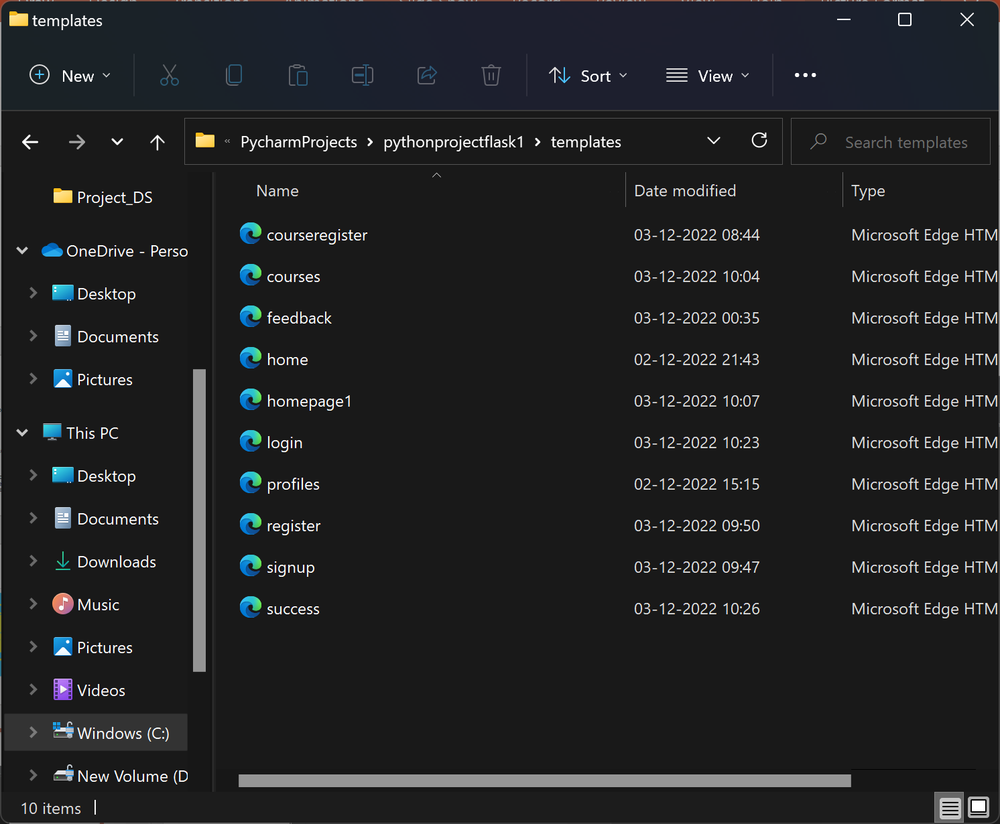 templates
New
Sort
View
« PycharmProjects > pythonprojectflask1 > templates
Search templates
Name Date modified Type
Project_DS
OneDrive - Perso
Desktop
Documents
Pictures
This PC
Desktop
Documents
Downloads
Music
Pictures
Videos
Windows (C:)
New Volume (D
courseregister 03-12-2022 08:44 Microsoft Edge HTM
courses 03-12-2022 10:04 Microsoft Edge HTM
feedback 03-12-2022 00:35 Microsoft Edge HTM
home 02-12-2022 21:43 Microsoft Edge HTM
homepage1 03-12-2022 10:07 Microsoft Edge HTM
login 03-12-2022 10:23 Microsoft Edge HTM
profiles 02-12-2022 15:15 Microsoft Edge HTM
register 03-12-2022 09:50 Microsoft Edge HTM
signup 03-12-2022 09:47 Microsoft Edge HTM
success 03-12-2022 10:26 Microsoft Edge HTM
10 items